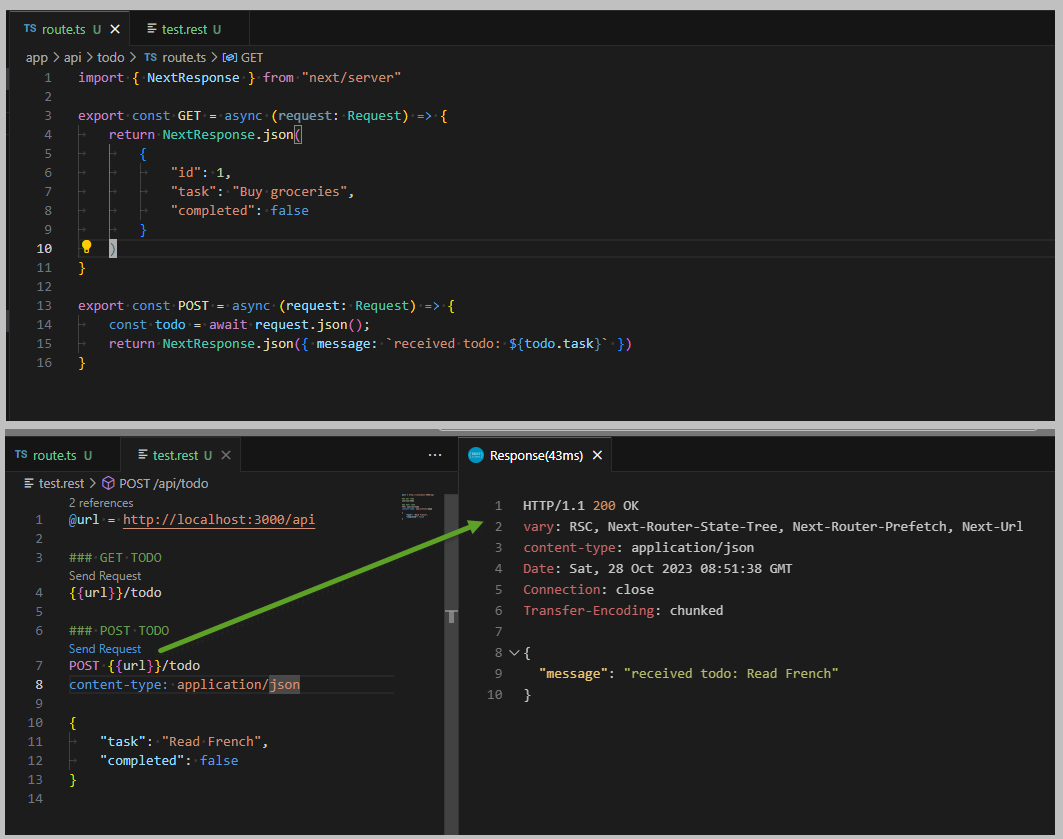 TS route.ts U ✕ test.rest U
app > api > todo > TS route.ts > GET
1 import { NextResponse } from "next/server"
2
3 export const GET = async (request: Request) => {
4 return NextResponse.json(
5 {
6 "id": 1,
7 "task": "Buy groceries",
8 "completed": false
9 }
10 )
11 }
12
13 export const POST = async (request: Request) => {
14 const todo = await request.json();
15 return NextResponse.json({ message: `received todo: ${todo.task}` })
16 }
TS route.ts U test.rest U ✕ ···
test.rest > POST /api/todo
2 references
1 @url = http://localhost:3000/api
2
3 ### GET TODO
Send Request
4 {{url}}/todo
5
6 ### POST TODO
Send Request
7 POST {{url}}/todo
8 content-type: application/json
9
10 {
11 "task": "Read French",
12 "completed": false
13 }
14
Response(43ms) ✕
1 HTTP/1.1 200 OK
2 vary: RSC, Next-Router-State-Tree, Next-Router-Prefetch, Next-Url
3 content-type: application/json
4 Date: Sat, 28 Oct 2023 08:51:38 GMT
5 Connection: close
6 Transfer-Encoding: chunked
7
8 {
9 "message": "received todo: Read French"
10 }